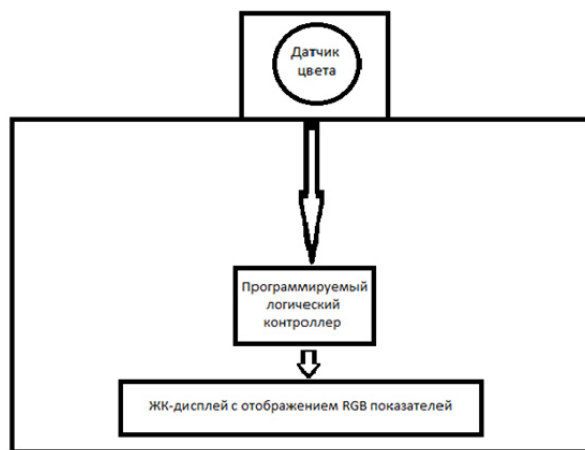 Датчик
цвета
Программируемый
логический
контроллер
ЖК-дисплей с отображением RGB показателей